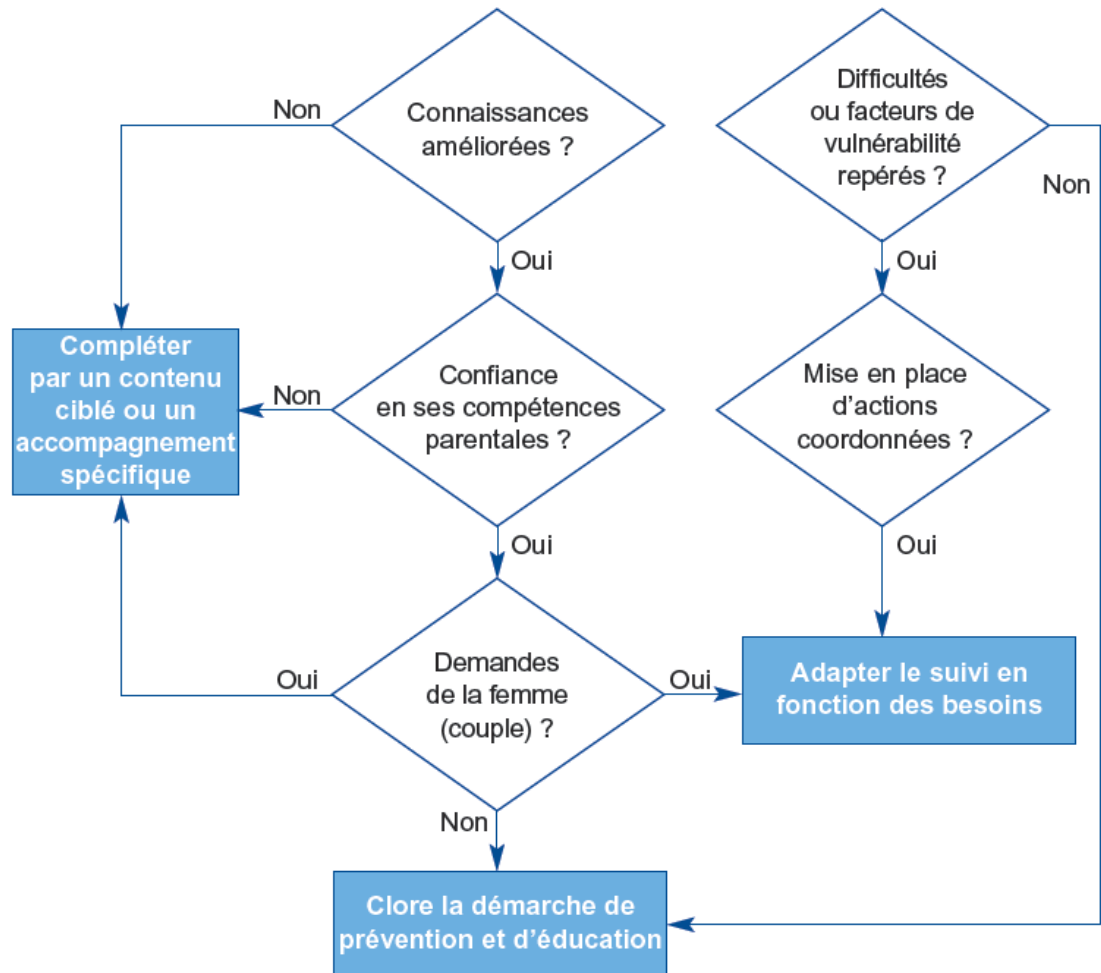 Non
Connaissances
améliorées ?
Difficultés
ou facteurs de
vulnérabilité
repérés ?
Non
Oui
Oui
Compléter
par un contenu
ciblé ou un
accompagnement
spécifique
Non
Confiance
en ses compétences
parentales ?
Mise en place
d’actions
coordonnées ?
Oui
Oui
Oui
Demandes
de la femme
(couple) ?
Oui
Adapter le suivi en
fonction des besoins
Non
Clore la démarche de
prévention et d’éducation